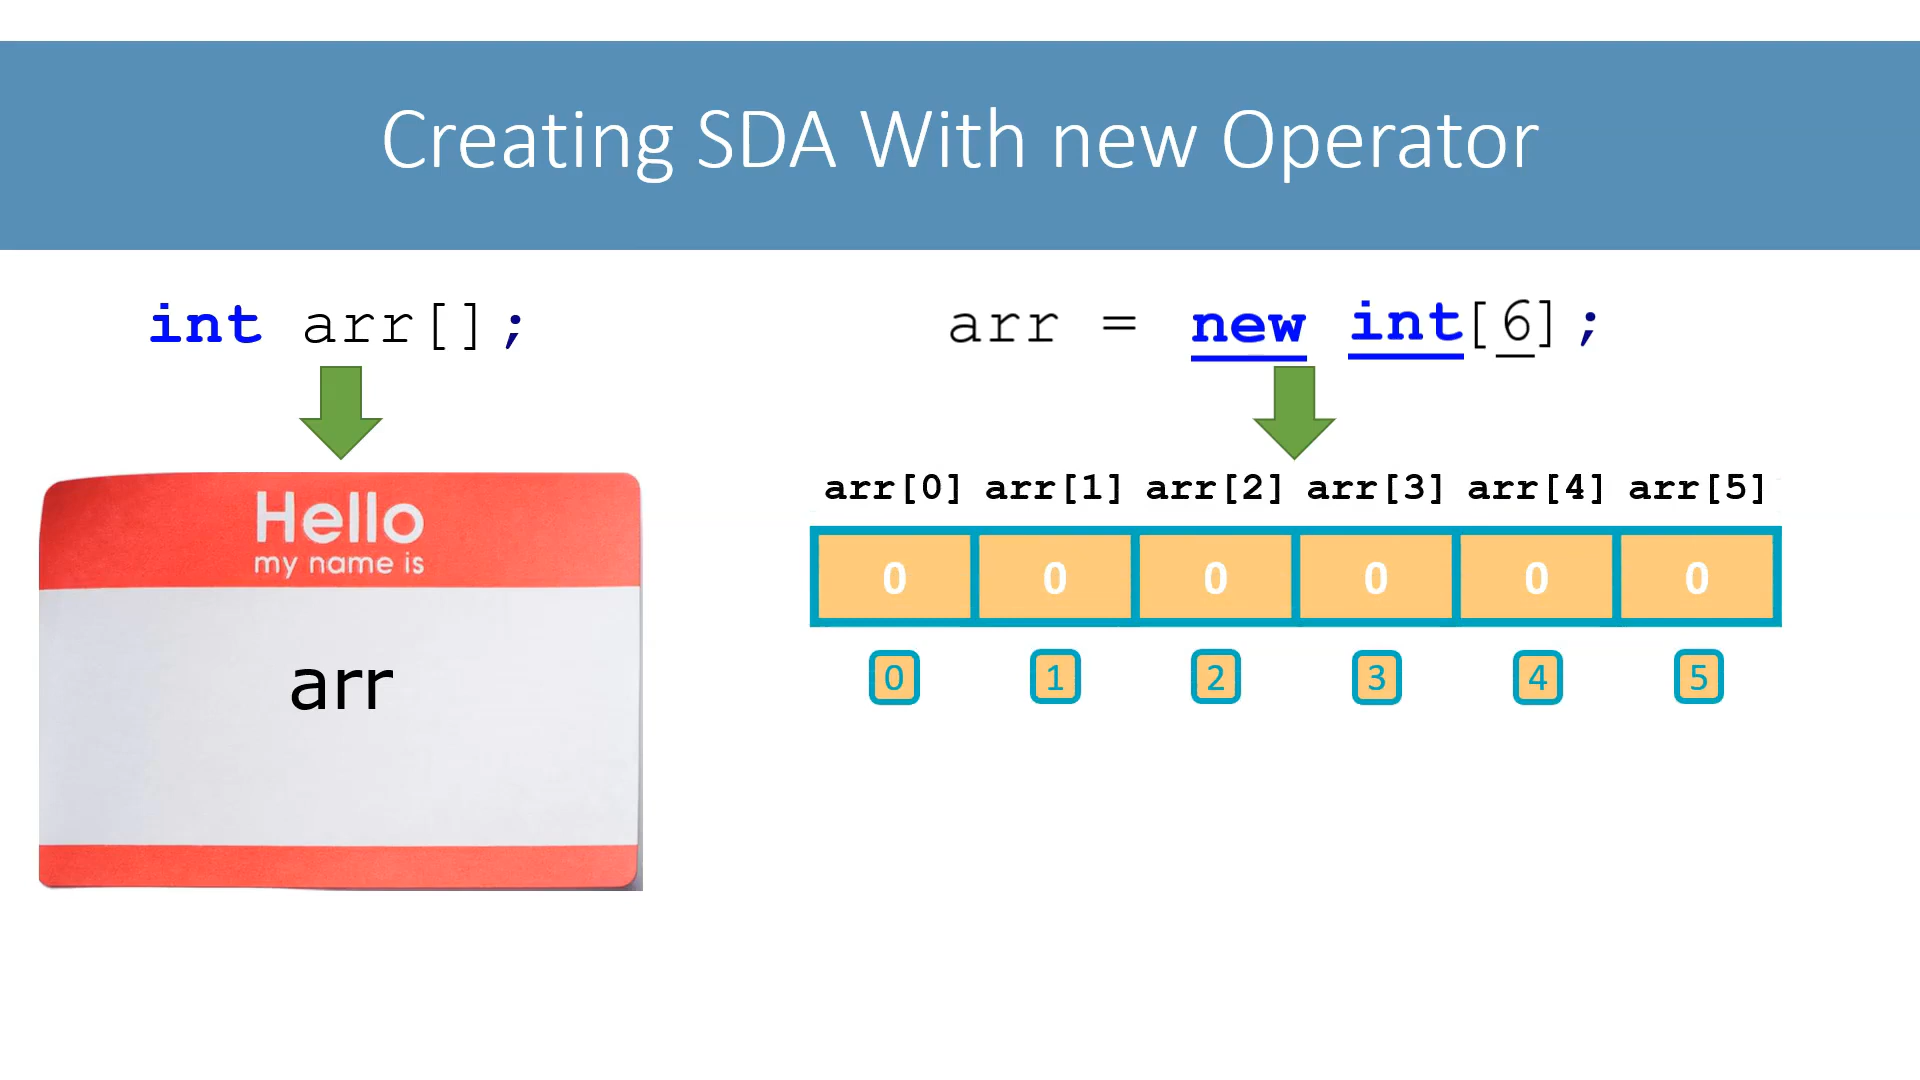 Creating SDA With new Operator
int arr[];
arr = new int[6];
Hello
my name is
arr
arr[0] arr[1] arr[2] arr[3] arr[4] arr[5]
0 0 0 0 0 0
0 1 2 3 4 5